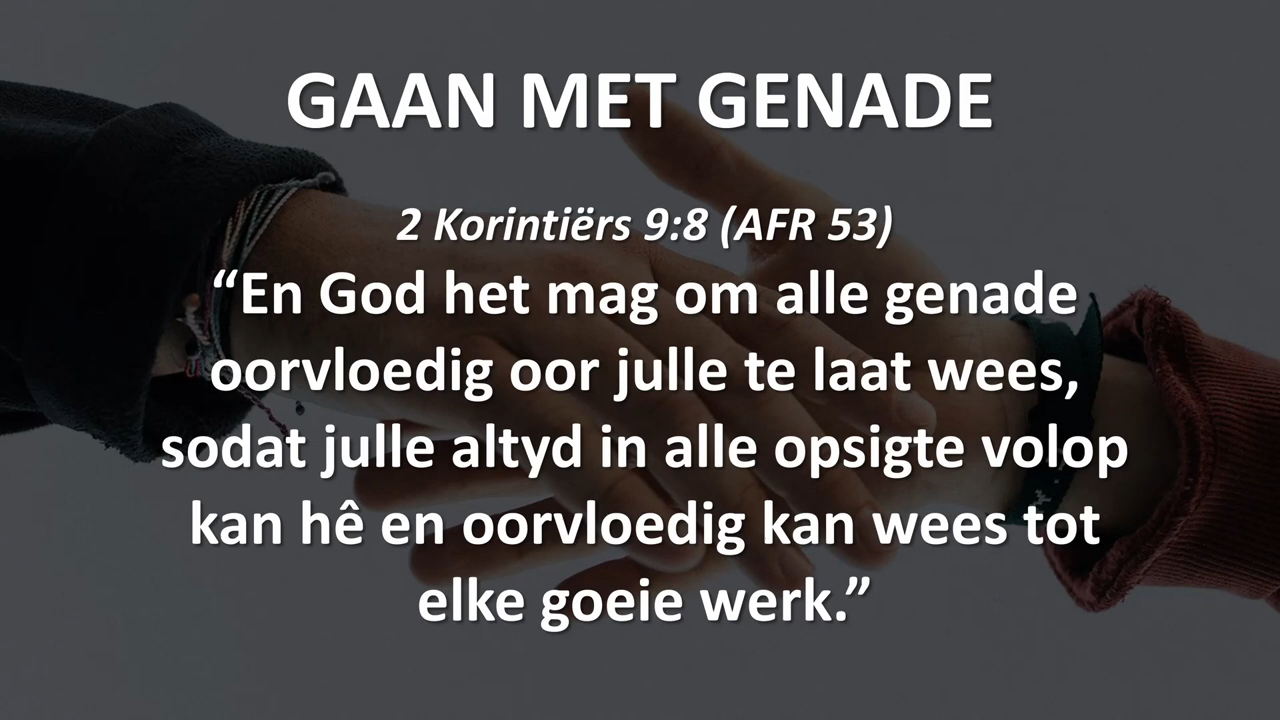 GAAN MET GENADE
2 Korintiërs 9:8 (AFR 53)
“En God het mag om alle genade
oorvloedig oor julle te laat wees,
sodat julle altyd in alle opsigte volop
kan hê en oorvloedig kan wees tot
elke goeie werk.”